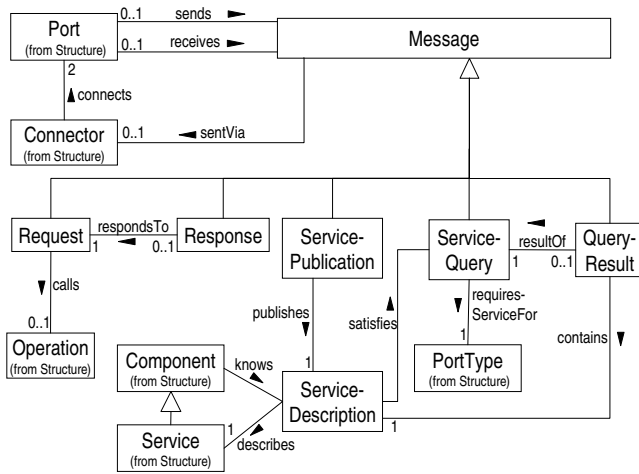 Port
(from Structure)
0..1
sends
0..1
receives
Message
2
connects
Connector
(from Structure)
0..1
sentVia
Request
1
respondsTo
0..1
Response
Service-
Publication
Service-
Query
1
resultOf
0..1
Query-
Result
calls
0..1
Operation
(from Structure)
publishes
1
satisfies
requires-
ServiceFor
1
PortType
(from Structure)
contains
Component
(from Structure)
knows
Service-
Description
1
Service
(from Structure)
1
describes